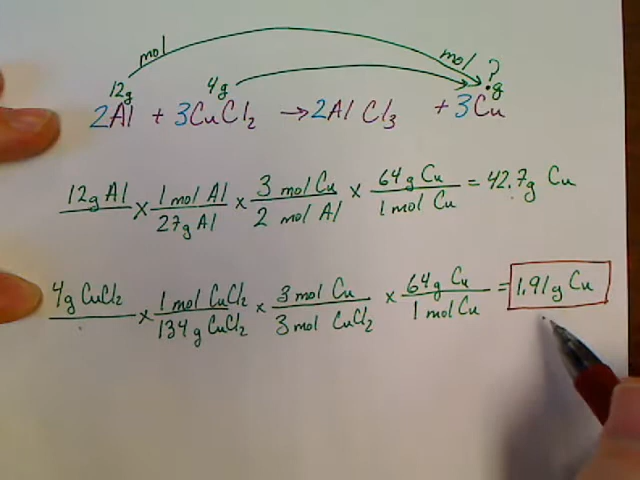 mol mol
12g 4g ? g
2Al + 3CuCl₂ → 2AlCl₃ + 3Cu
12g Al × 1 mol Al / 27g Al × 3 mol Cu / 2 mol Al × 64 g Cu / 1 mol Cu = 42.7g Cu
4g CuCl₂ × 1 mol CuCl₂ / 134 g CuCl₂ × 3 mol Cu / 3 mol CuCl₂ × 64g Cu / 1 mol Cu = 1.91g Cu